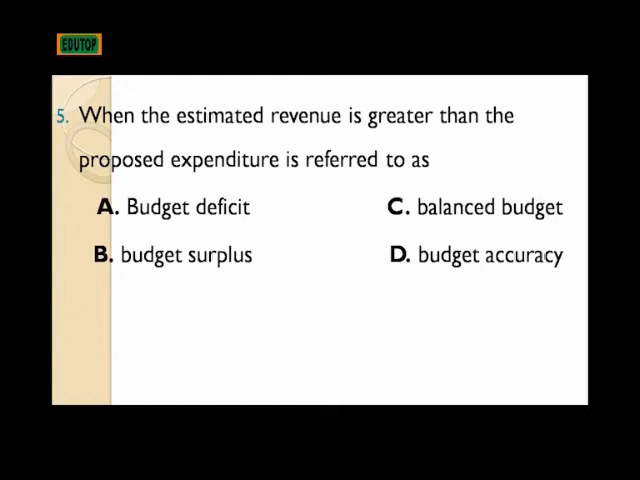 EDUTOP
5. When the estimated revenue is greater than the
proposed expenditure is referred to as
A. Budget deficit C. balanced budget
B. budget surplus D. budget accuracy